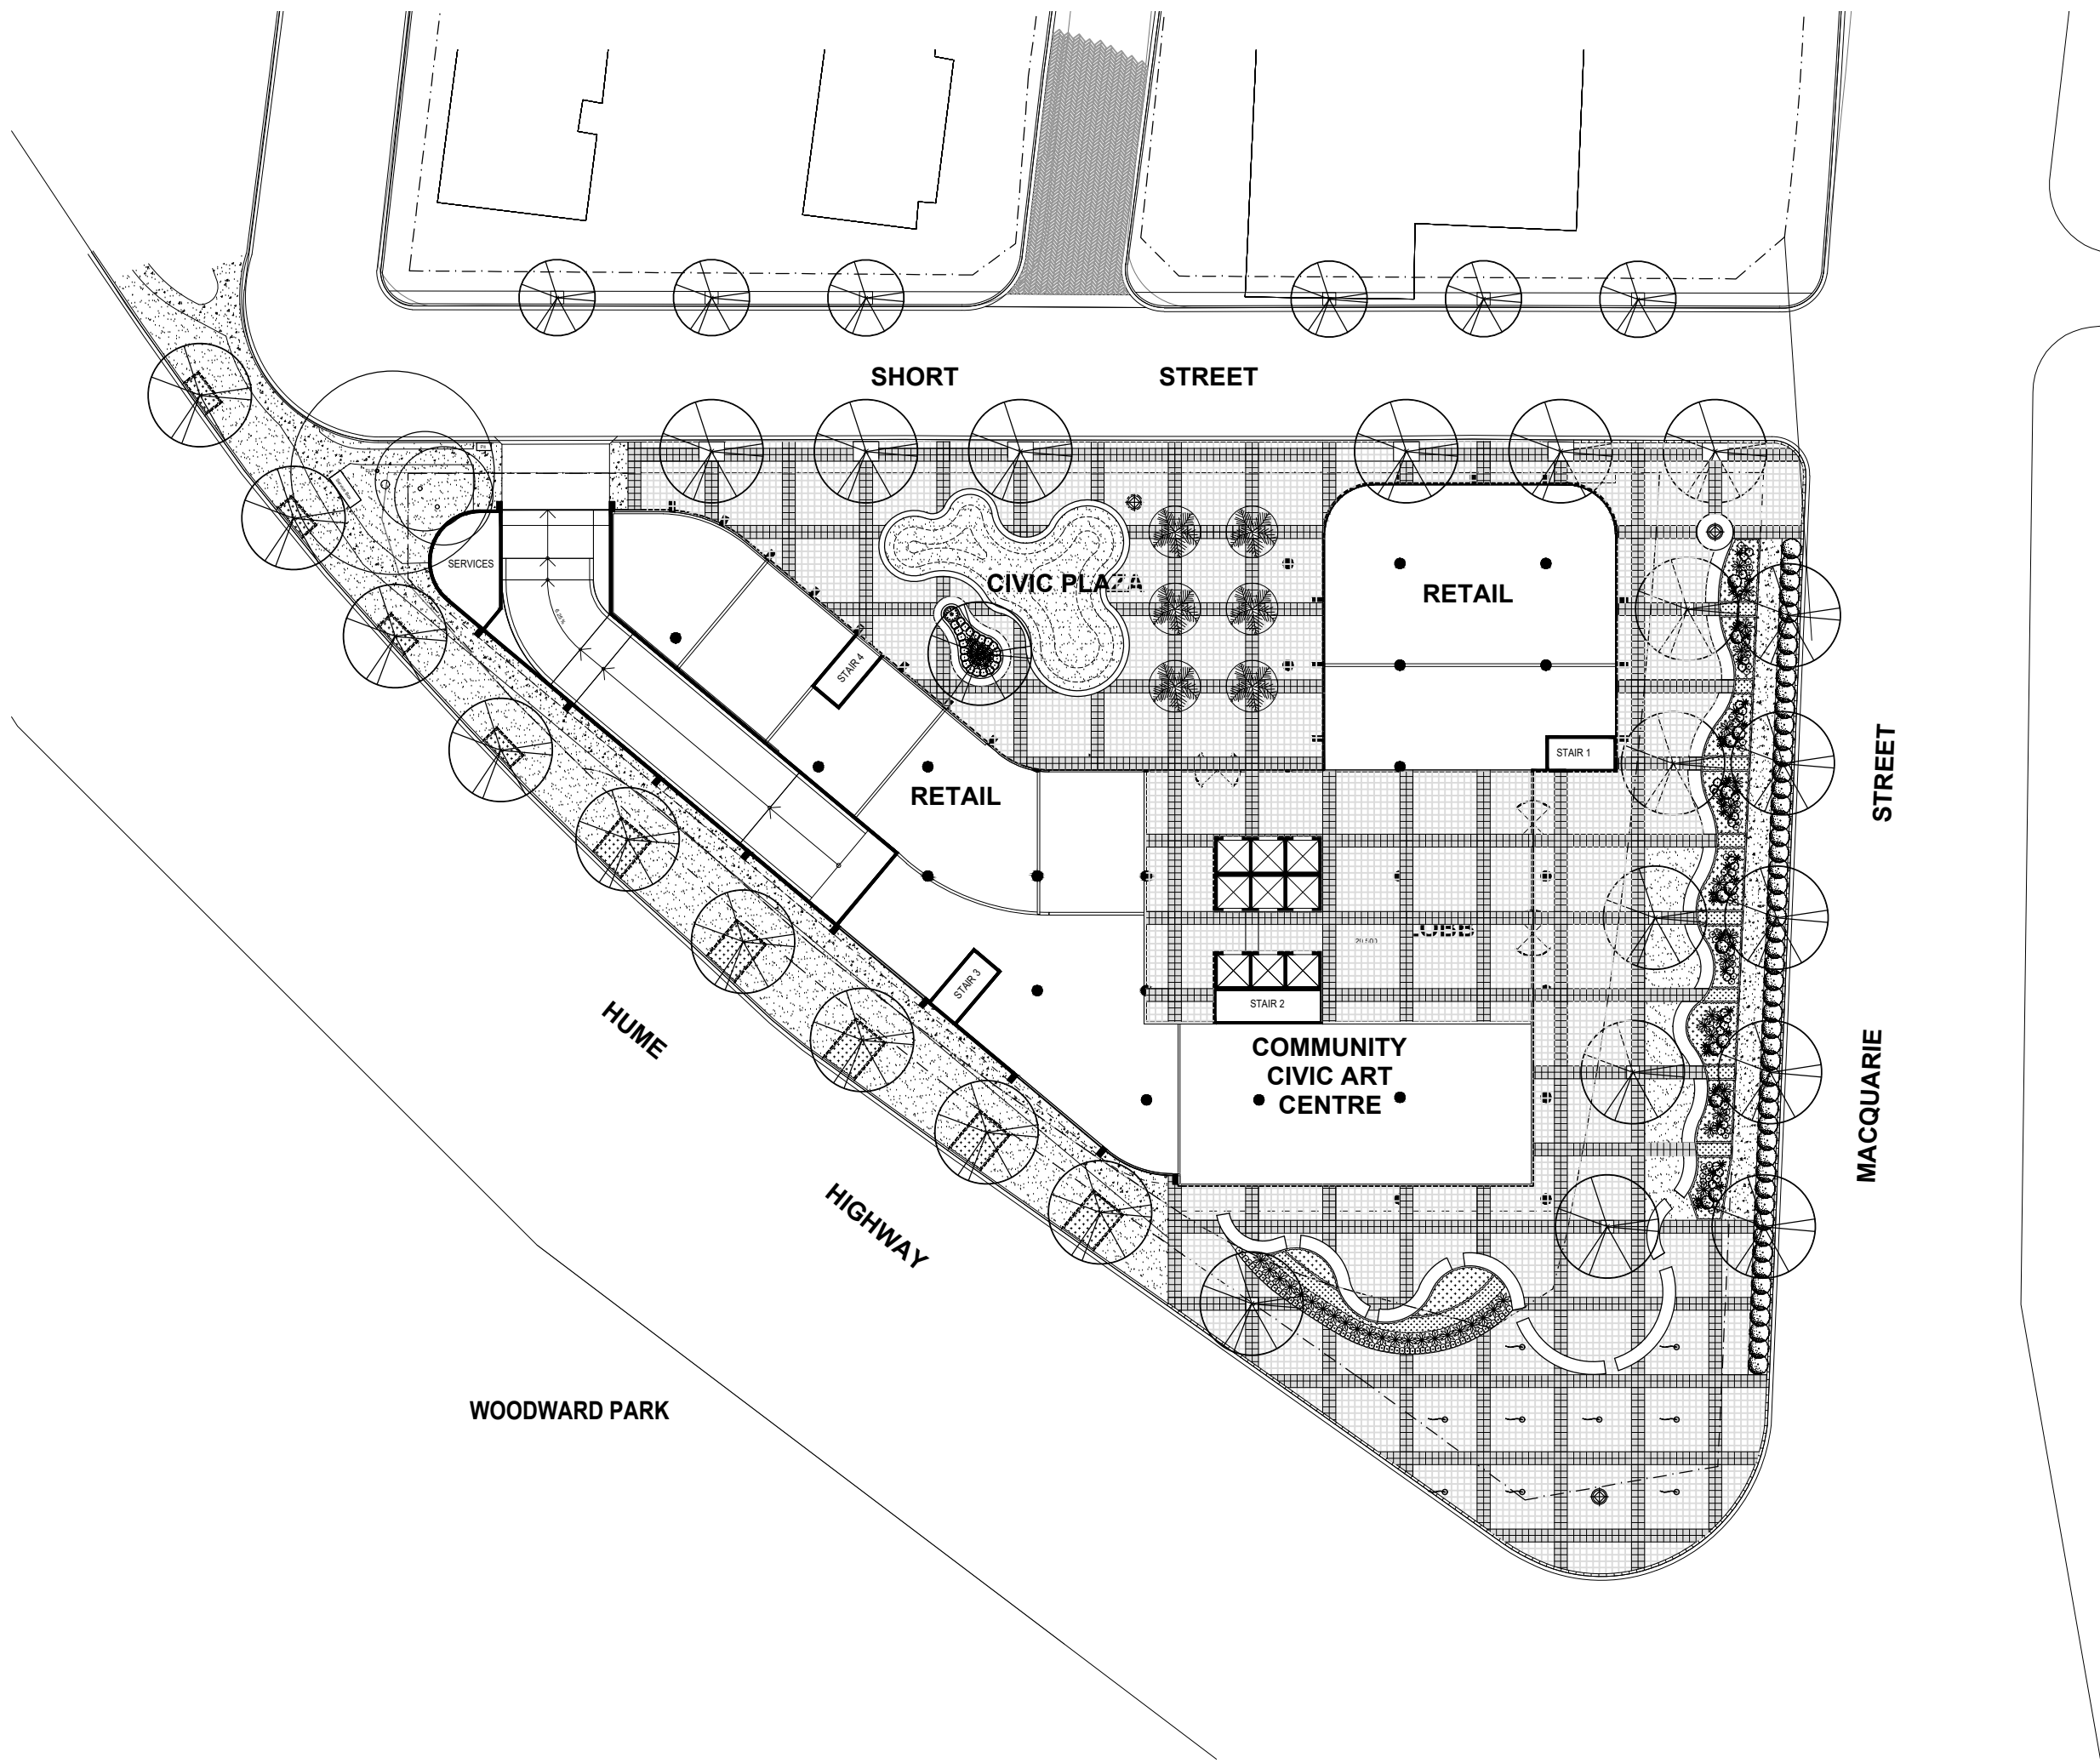 SHORT STREET
SERVICES
CIVIC PLAZA
RETAIL
STAIR 4
STAIR 1
STREET
RETAIL
STAIR 3
STAIR 2
HUME
HIGHWAY
COMMUNITY
CIVIC ART
CENTRE
MACQUARIE
WOODWARD PARK